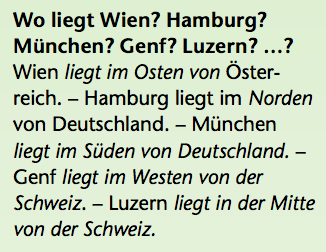 Wo liegt Wien? Hamburg?
München? Genf? Luzern? ...?
Wien liegt im Osten von Öster-
reich. – Hamburg liegt im Norden
von Deutschland. – München
liegt im Süden von Deutschland. –
Genf liegt im Westen von der
Schweiz. – Luzern liegt in der Mitte
von der Schweiz.